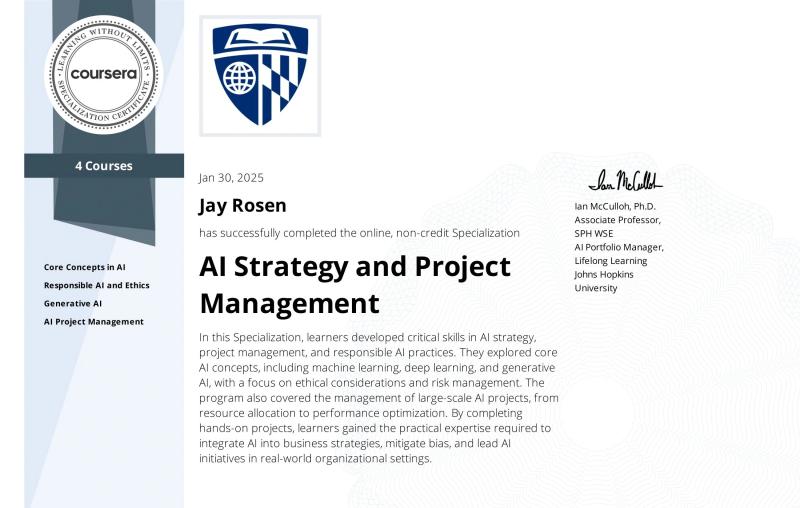 LEARNING WITHOUT LIMITS
coursera
SPECIALIZATION CERTIFICATE
4 Courses
Core Concepts in AI
Responsible AI and Ethics
Generative AI
AI Project Management
Jan 30, 2025
Jay Rosen
has successfully completed the online, non-credit Specialization
AI Strategy and Project
Management
In this Specialization, learners developed critical skills in AI strategy,
project management, and responsible AI practices. They explored core
AI concepts, including machine learning, deep learning, and generative
AI, with a focus on ethical considerations and risk management. The
program also covered the management of large-scale AI projects, from
resource allocation to performance optimization. By completing
hands-on projects, learners gained the practical expertise required to
integrate AI into business strategies, mitigate bias, and lead AI
initiatives in real-world organizational settings.
Ian McCulloh
Ian McCulloh, Ph.D.
Associate Professor,
SPH WSE
AI Portfolio Manager,
Lifelong Learning
Johns Hopkins
University